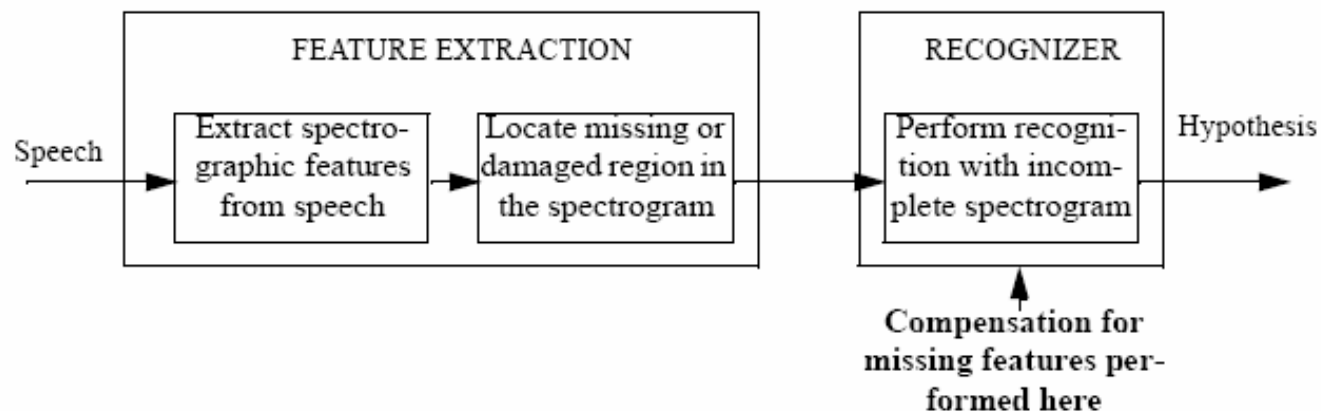 FEATURE EXTRACTION
RECOGNIZER
Speech
Extract spectro-
graphic features
from speech
Locate missing or
damaged region in
the spectrogram
Perform recogni-
tion with incom-
plete spectrogram
Hypothesis
Compensation for
missing features per-
formed here